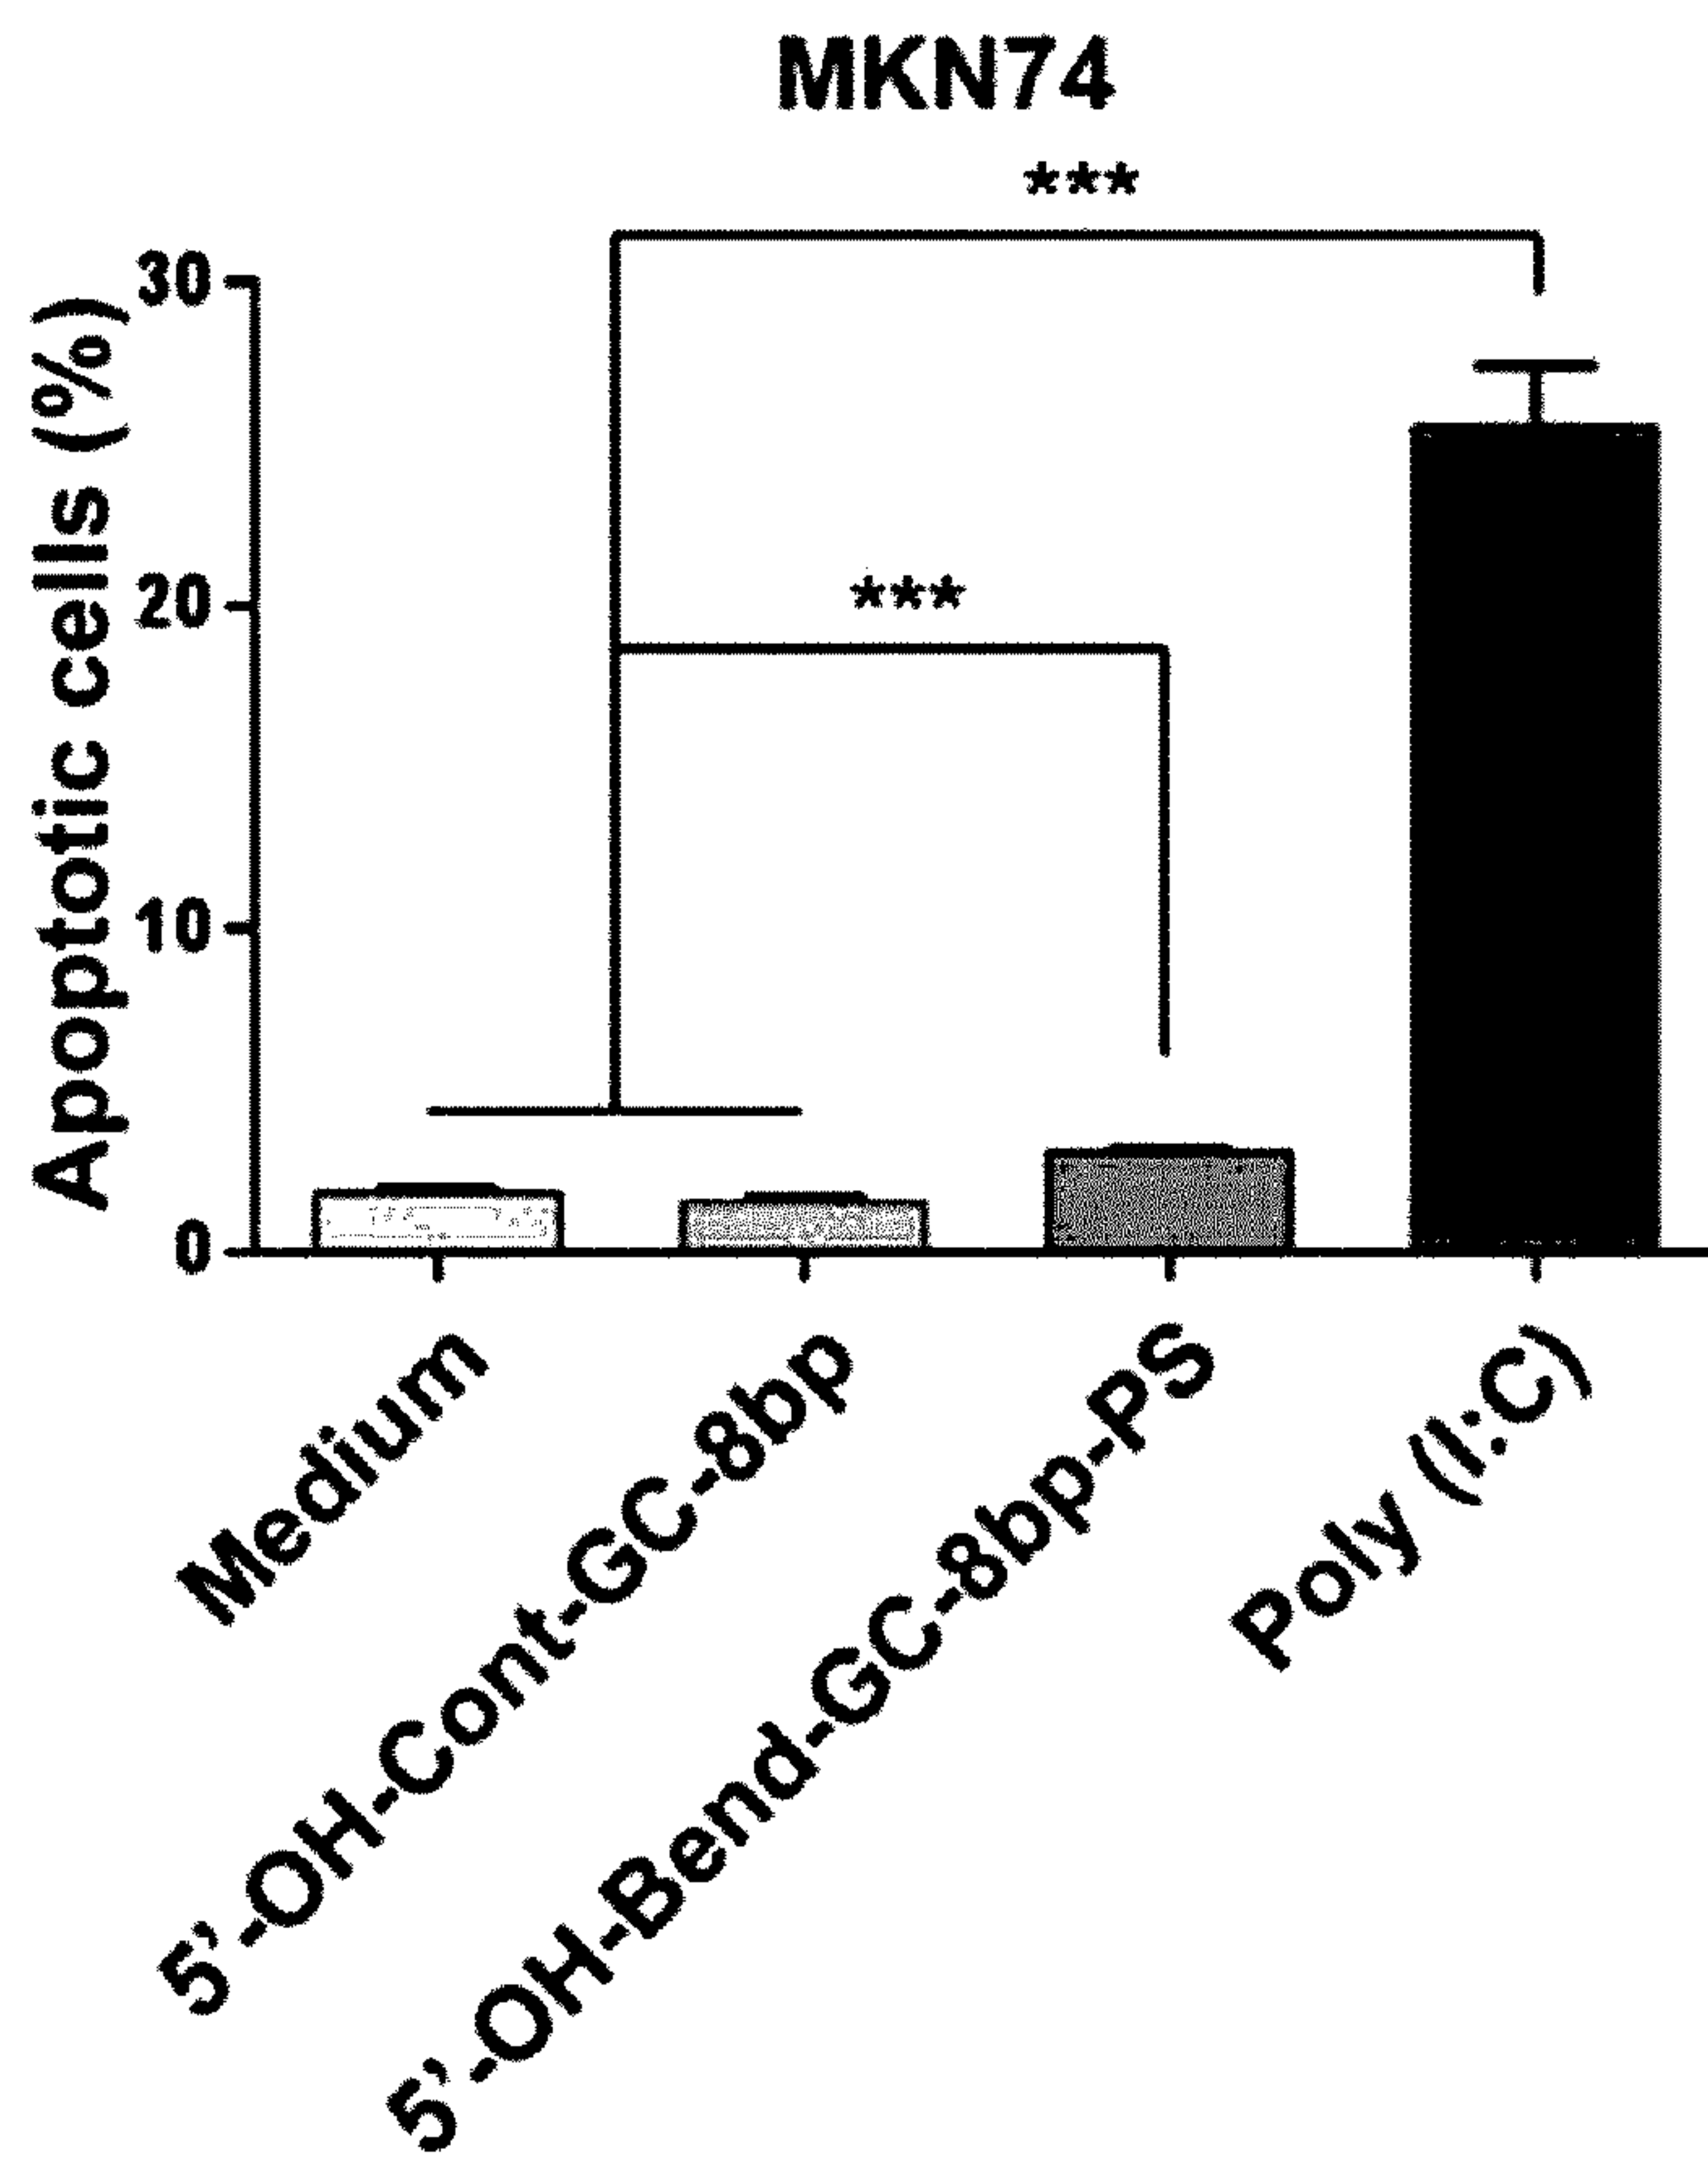 MKN74
***
30
***
20
10
0
Apoptotic cells (%)
Medium
5’-OH-Cont-GC-8bp
5’-OH-Bend-GC-8bp-PS
Poly (I:C)